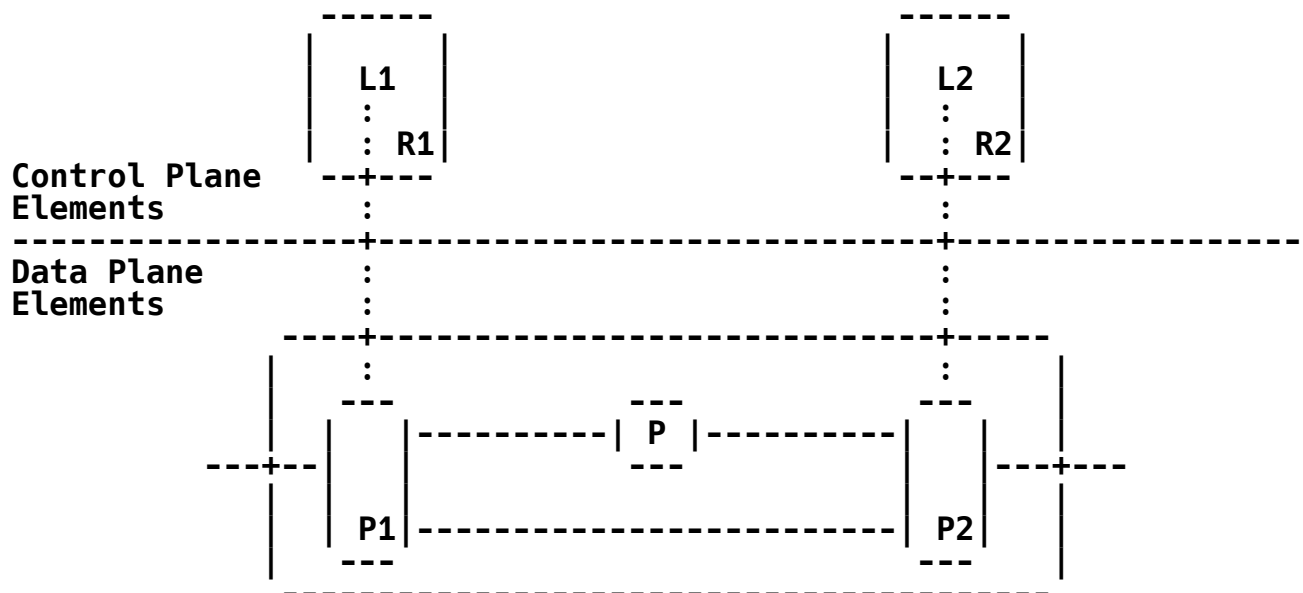 L1 L2
R1 R2
Control Plane
Elements
Data Plane
Elements
P
P1 P2